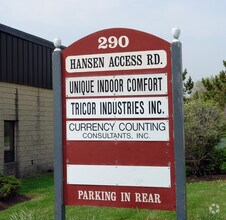 290
HANSEN ACCESS RD.
UNIQUE INDOOR COMFORT
TRICOR INDUSTRIES INC.
CURRENCY COUNTING
CONSULTANTS, INC.
PARKING IN REAR